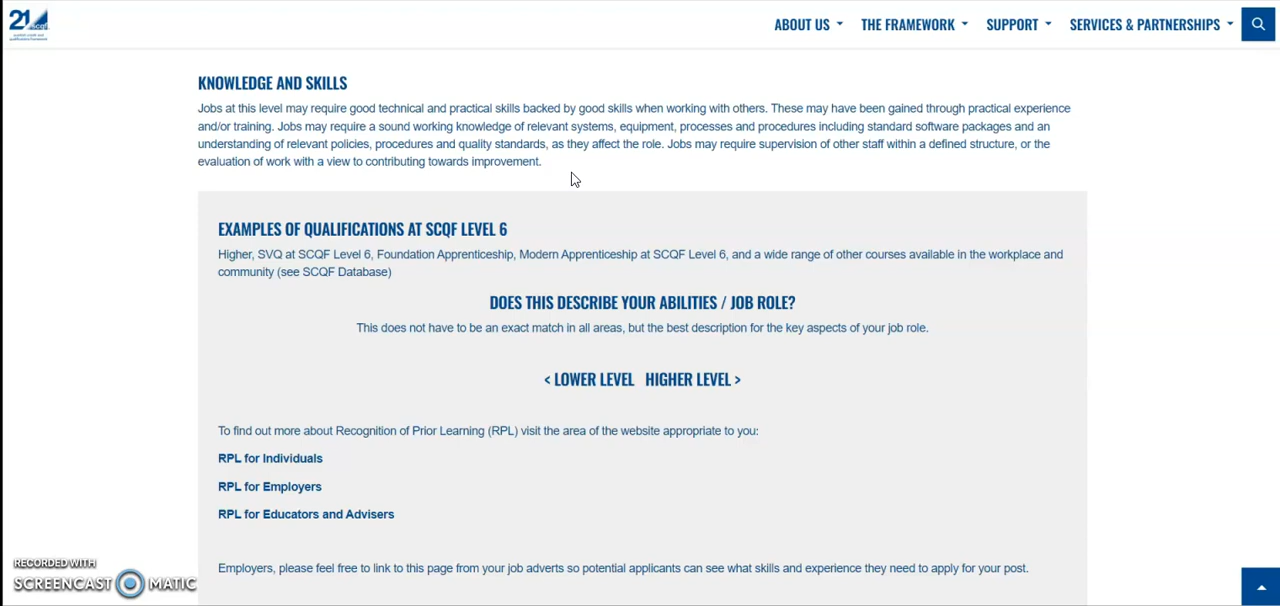 21 scqf
ABOUT US THE FRAMEWORK SUPPORT SERVICES & PARTNERSHIPS
KNOWLEDGE AND SKILLS
Jobs at this level may require good technical and practical skills backed by good skills when working with others. These may have been gained through practical experience
and/or training. Jobs may require a sound working knowledge of relevant systems, equipment, processes and procedures including standard software packages and an
understanding of relevant policies, procedures and quality standards, as they affect the role. Jobs may require supervision of other staff within a defined structure, or the
evaluation of work with a view to contributing towards improvement.
EXAMPLES OF QUALIFICATIONS AT SCQF LEVEL 6
Higher, SVQ at SCQF Level 6, Foundation Apprenticeship, Modern Apprenticeship at SCQF Level 6, and a wide range of other courses available in the workplace and
community (see SCQF Database)
DOES THIS DESCRIBE YOUR ABILITIES / JOB ROLE?
This does not have to be an exact match in all areas, but the best description for the key aspects of your job role.
< LOWER LEVEL HIGHER LEVEL >
To find out more about Recognition of Prior Learning (RPL) visit the area of the website appropriate to you:
RPL for Individuals
RPL for Employers
RPL for Educators and Advisers
Employers, please feel free to link to this page from your job adverts so potential applicants can see what skills and experience they need to apply for your post.
RECORDED WITH
SCREENCAST MATIC